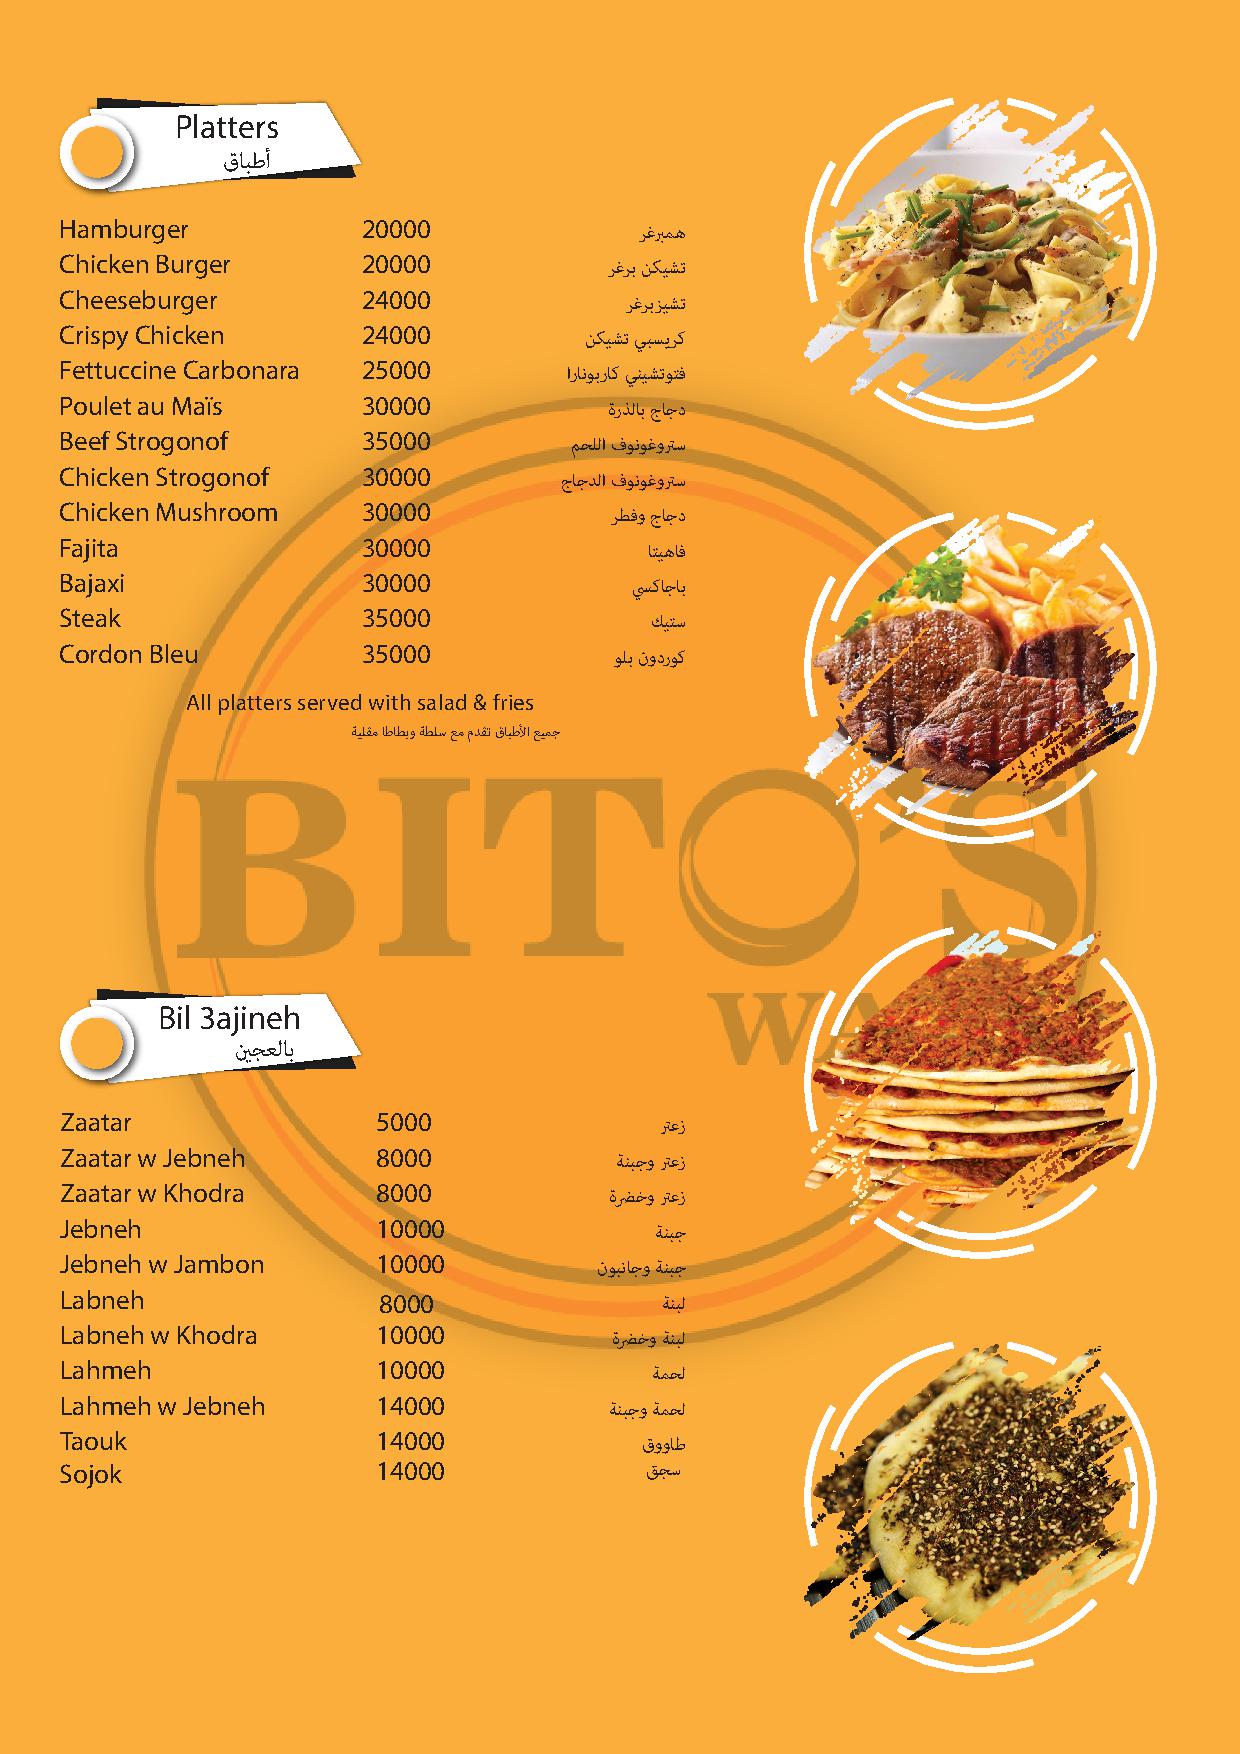 Platters
أطباق
Hamburger 20000 همبرغر
Chicken Burger 20000 تشيكن برغر
Cheeseburger 24000 تشيزبرغر
Crispy Chicken 24000 كريسبي تشيكن
Fettuccine Carbonara 25000 فتوتشيني كاربونارا
Poulet au Maïs 30000 دجاج بالذرة
Beef Strogonof 35000 ستروغونوف اللحم
Chicken Strogonof 30000 ستروغونوف الدجاج
Chicken Mushroom 30000 دجاج وفطر
Fajita 30000 فاهيتا
Bajaxi 30000 باجاكسي
Steak 35000 ستيك
Cordon Bleu 35000 كوردون بلو
All platters served with salad & fries
جميع الأطباق تقدم مع سلطة وبطاطا مقلية
BITO'S
Bil 3ajineh
بالعجين
Zaatar 5000 زعتر
Zaatar w Jebneh 8000 زعتر وجبنة
Zaatar w Khodra 8000 زعتر وخضرة
Jebneh 10000 جبنة
Jebneh w Jambon 10000 جبنة وجانبون
Labneh 8000 لبنة
Labneh w Khodra 10000 لبنة وخضرة
Lahmeh 10000 لحمة
Lahmeh w Jebneh 14000 لحمة وجبنة
Taouk 14000 طاووق
Sojok 14000 سجق